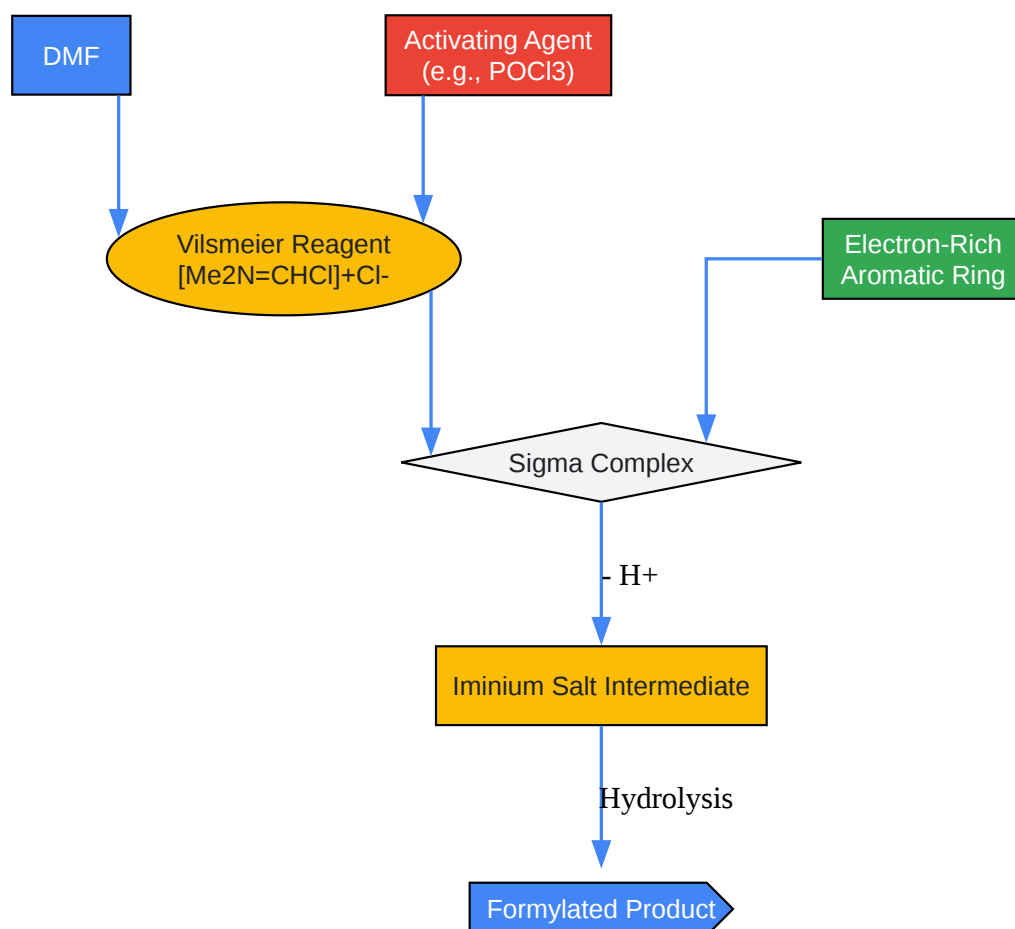 DMF
Activating Agent
(e.g., POCl3)
Vilsmeier Reagent
[Me2N=CHCl]+Cl-
Electron-Rich
Aromatic Ring
Sigma Complex
- H+
Iminium Salt Intermediate
Hydrolysis
Formylated Product